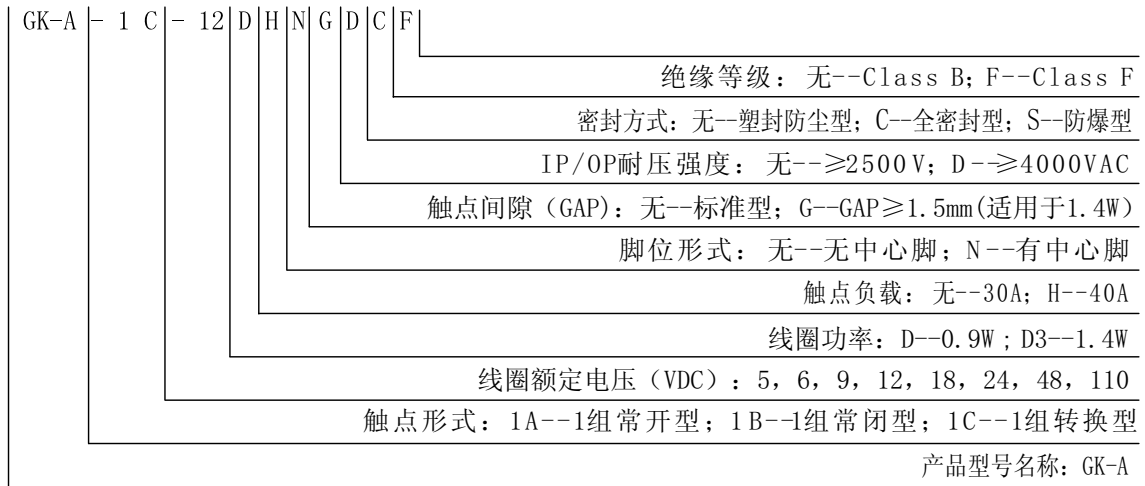 GK-A - 1 C - 12 D H N G D C F
绝缘等级：无--Class B；F--Class F
密封方式：无--塑封防尘型；C--全密封型；S--防爆型
IP/OP耐压强度：无--≥2500V；D--≥4000VAC
触点间隙（GAP)：无--标准型；G--GAP≥1.5mm(适用于1.4W）
脚位形式：无--无中心脚；N--有中心脚
触点负载：无--30A；H--40A
线圈功率：D--0.9W；D3--1.4W
线圈额定电压（VDC）：5，6，9，12，18，24，48，110
触点形式：1A--1组常开型；1B--1组常闭型；1C--1组转换型
产品型号名称：GK-A